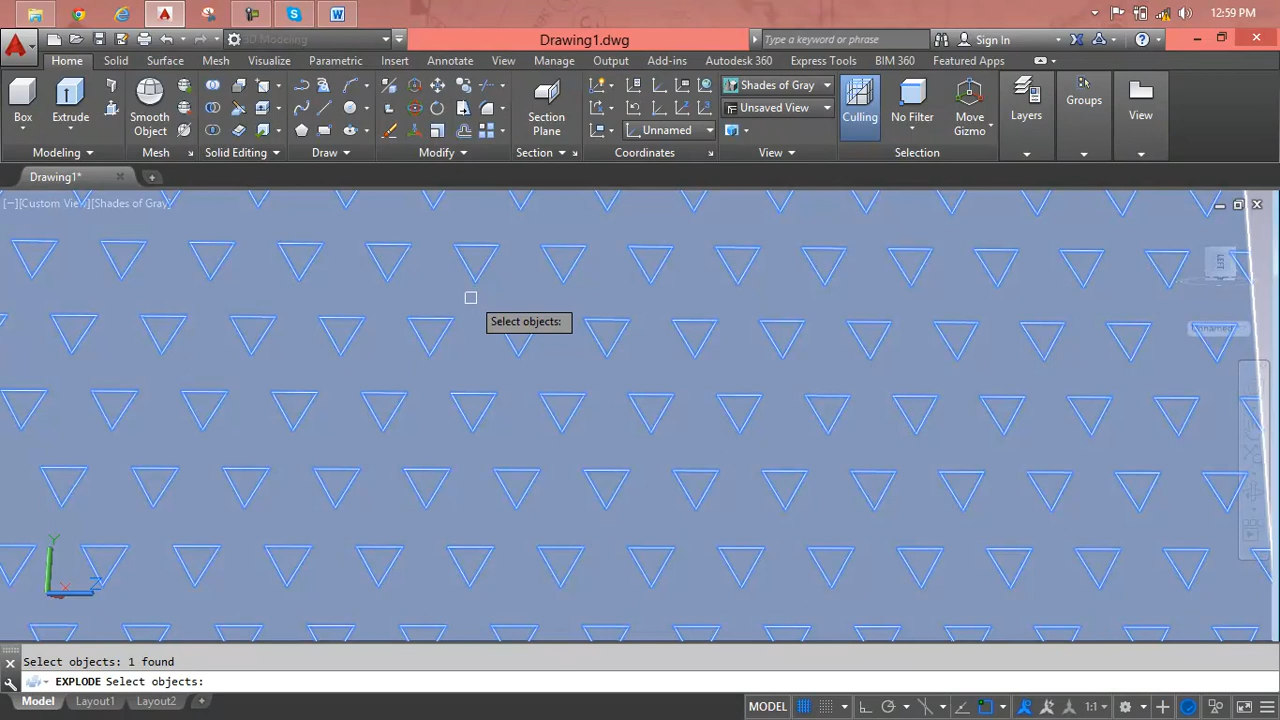 12:59 PM
3D Modeling
Drawing1.dwg
Type a keyword or phrase
Sign In
Home Solid Surface Mesh Visualize Parametric Insert Annotate View Manage Output Add-ins Autodesk 360 Express Tools BIM 360 Featured Apps
Box
Extrude
Smooth
Object
Section
Plane
Shades of Gray
Unsaved View
Unnamed
Culling
No Filter
Move
Gizmo
Layers
Groups
View
Modeling Mesh Solid Editing Draw Modify Section Coordinates View Selection
Drawing1*
[−][Custom View][Shades of Gray]
LEFT
Unnamed
Select objects:
Y
X
Z
Select objects: 1 found
EXPLODE Select objects:
Model Layout1 Layout2
MODEL
1:1